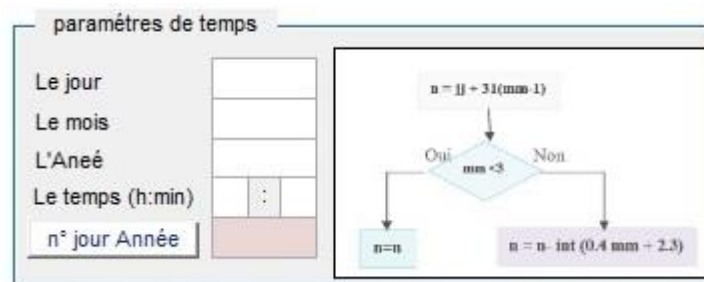 paramétres de temps
Le jour
Le mois
L'Aneé
Le temps (h:min) :
n° jour Année
n = jj + 31(mm-1)
Oui Non
mm <3
n=n
n = n- int (0.4 mm + 2.3)